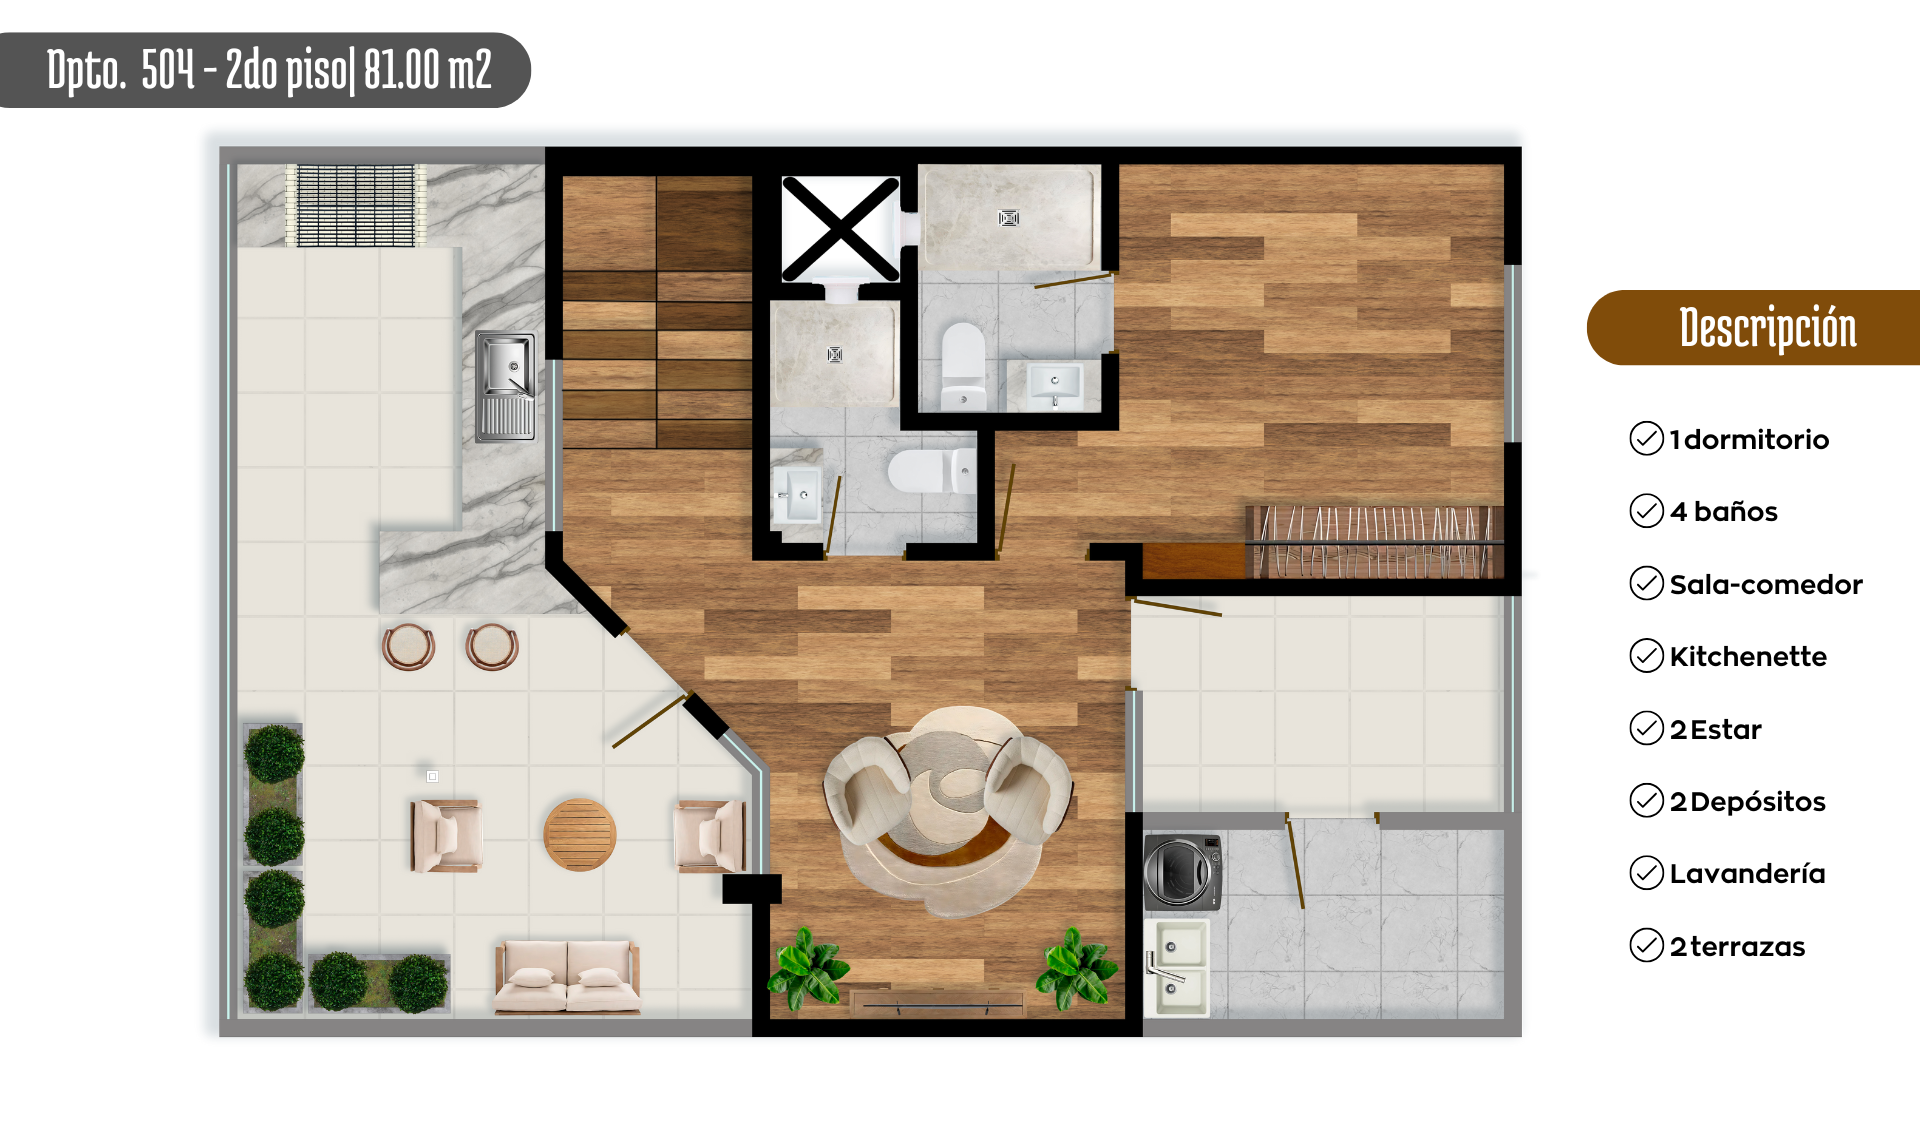 Dpto. 504 - 2do piso| 81.00 m2
Descripción
1 dormitorio
4 baños
Sala-comedor
Kitchenette
2 Estar
2 Depósitos
Lavandería
2 terrazas